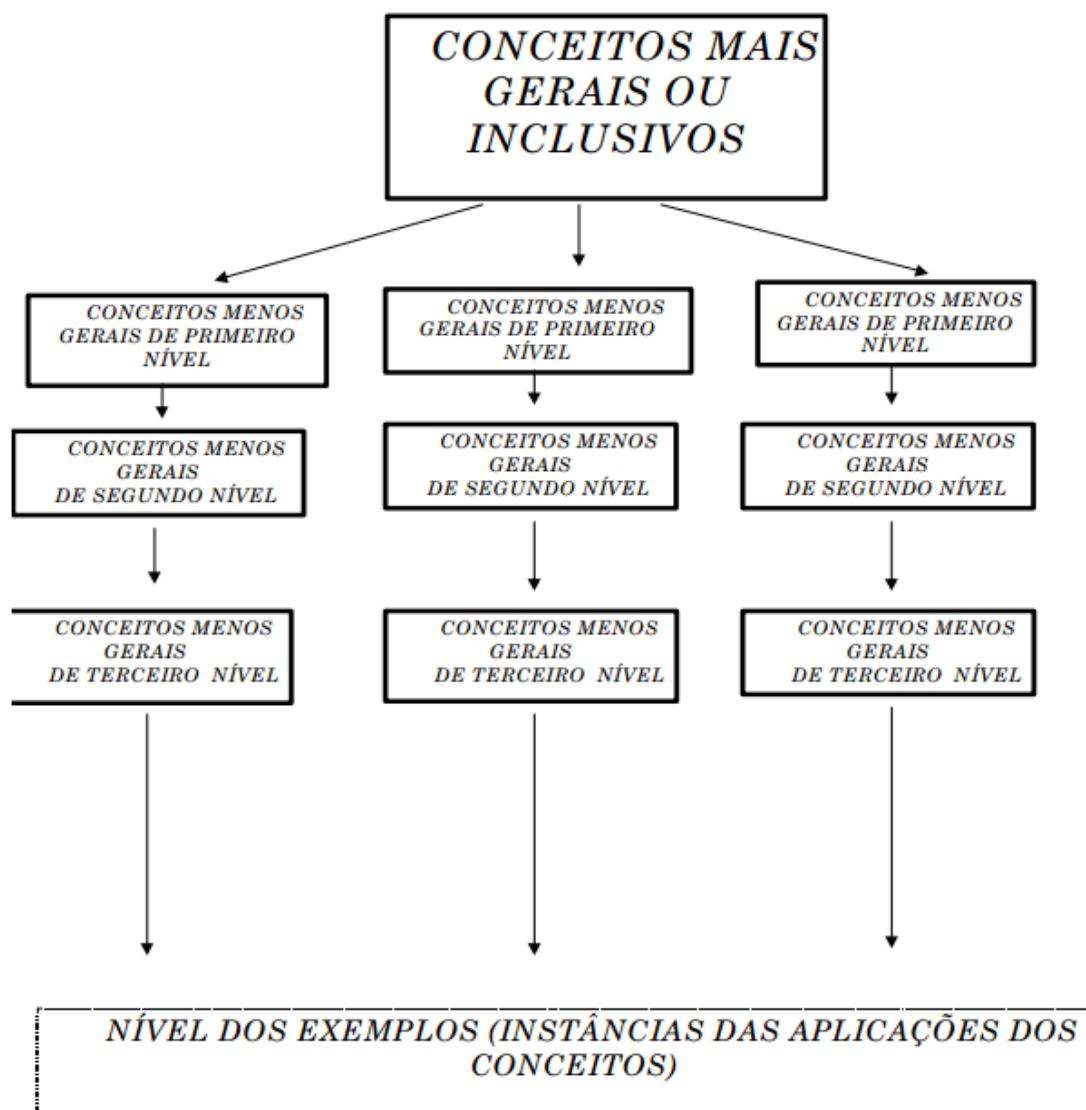 CONCEITOS MAIS
GERAIS OU
INCLUSIVOS
CONCEITOS MENOS
GERAIS DE PRIMEIRO
NÍVEL
CONCEITOS MENOS
GERAIS DE PRIMEIRO
NÍVEL
CONCEITOS MENOS
GERAIS DE PRIMEIRO
NÍVEL
CONCEITOS MENOS
GERAIS
DE SEGUNDO NÍVEL
CONCEITOS MENOS
GERAIS
DE SEGUNDO NÍVEL
CONCEITOS MENOS
GERAIS
DE SEGUNDO NÍVEL
CONCEITOS MENOS
GERAIS
DE TERCEIRO NÍVEL
CONCEITOS MENOS
GERAIS
DE TERCEIRO NÍVEL
CONCEITOS MENOS
GERAIS
DE TERCEIRO NÍVEL
NÍVEL DOS EXEMPLOS (INSTÂNCIAS DAS APLICAÇÕES DOS
CONCEITOS)